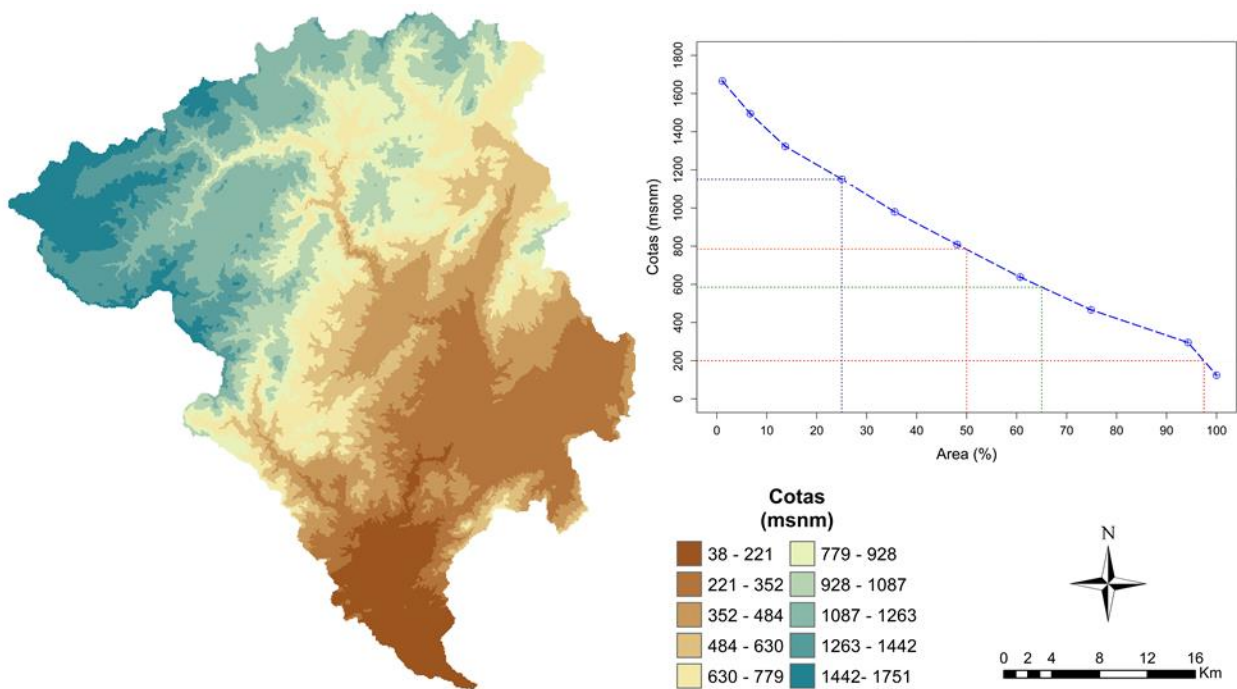 Cotas (msnm)
1800
1600
1400
1200
1000
800
600
400
200
0
0 10 20 30 40 50 60 70 80 90 100
Area (%)
Cotas
(msnm)
38 - 221
221 - 352
352 - 484
484 - 630
630 - 779
779 - 928
928 - 1087
1087 - 1263
1263 - 1442
1442- 1751
N
0 2 4 8 12 16
Km